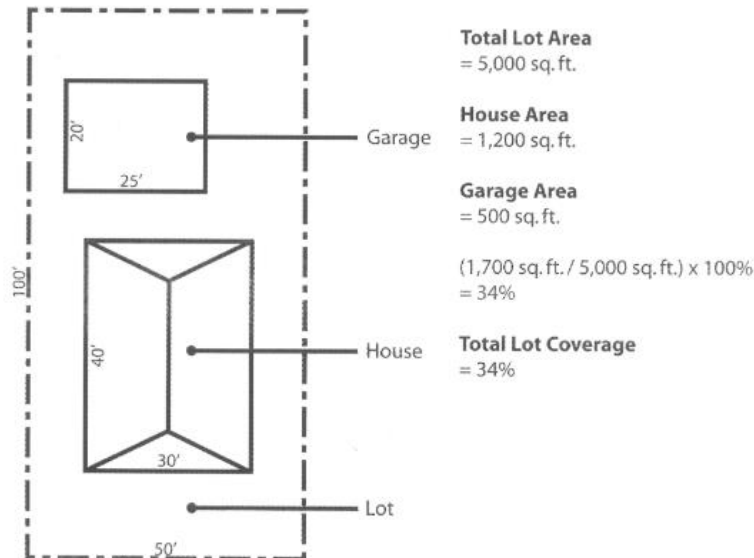 20'
25'
100'
40'
30'
50'
Garage
House
Lot
Total Lot Area
= 5,000 sq. ft.
House Area
= 1,200 sq. ft.
Garage Area
= 500 sq. ft.
(1,700 sq. ft. / 5,000 sq. ft.) x 100%
= 34%
Total Lot Coverage
= 34%